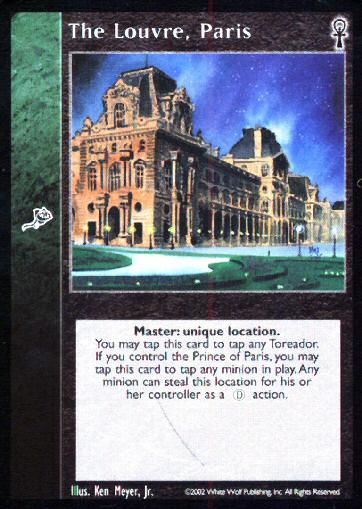 The Louvre, Paris
Master: unique location.
You may tap this card to tap any Toreador.
If you control the Prince of Paris, you may
tap this card to tap any minion in play. Any
minion can steal this location for his or
her controller as a Ⓓ action.
Illus. Ken Meyer, Jr.
©2002 White Wolf Publishing, Inc. All Rights Reserved.